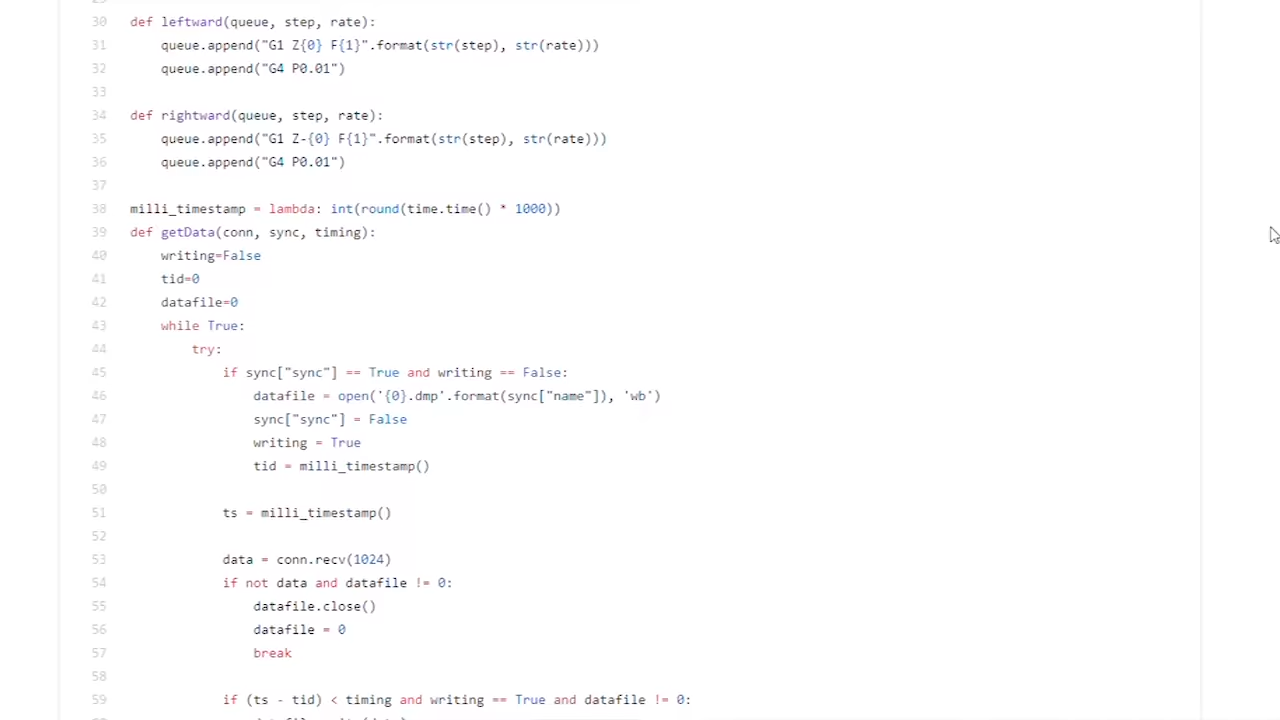 30 def leftward(queue, step, rate):
31 queue.append("G1 Z{0} F{1}".format(str(step), str(rate)))
32 queue.append("G4 P0.01")
33
34 def rightward(queue, step, rate):
35 queue.append("G1 Z-{0} F{1}".format(str(step), str(rate)))
36 queue.append("G4 P0.01")
37
38 milli_timestamp = lambda: int(round(time.time() * 1000))
39 def getData(conn, sync, timing):
40 writing=False
41 tid=0
42 datafile=0
43 while True:
44 try:
45 if sync["sync"] == True and writing == False:
46 datafile = open('{0}.dmp'.format(sync["name"]), 'wb')
47 sync["sync"] = False
48 writing = True
49 tid = milli_timestamp()
50
51 ts = milli_timestamp()
52
53 data = conn.recv(1024)
54 if not data and datafile != 0:
55 datafile.close()
56 datafile = 0
57 break
58
59 if (ts - tid) < timing and writing == True and datafile != 0: